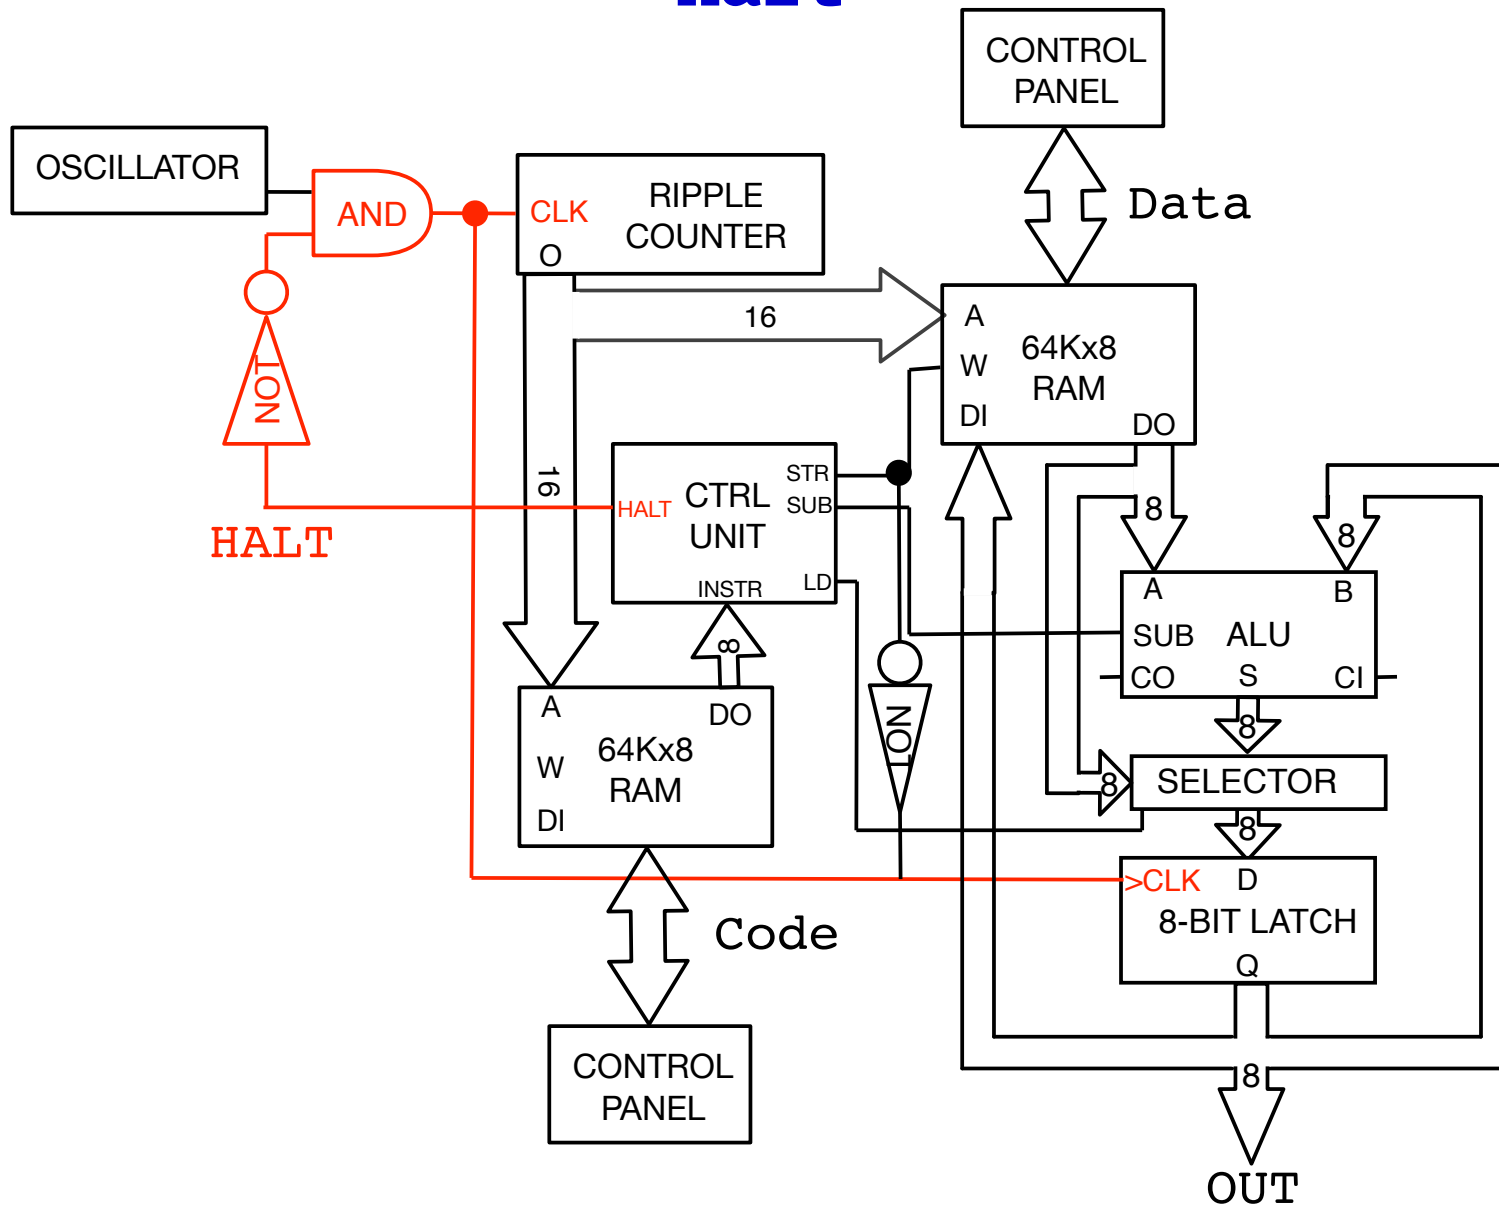 Halt
CONTROL
PANEL
OSCILLATOR
AND
CLK
RIPPLE
COUNTER
O
Data
16
A
W
DI
64Kx8
RAM
DO
NOT
16
HALT
HALT
CTRL
UNIT
STR
SUB
LD
INSTR
8
8
8
A
B
SUB
ALU
CO
S
CI
8
A
DO
W
64Kx8
RAM
DI
NOT
8
SELECTOR
8
>CLK
D
8-BIT LATCH
Q
Code
CONTROL
PANEL
8
OUT